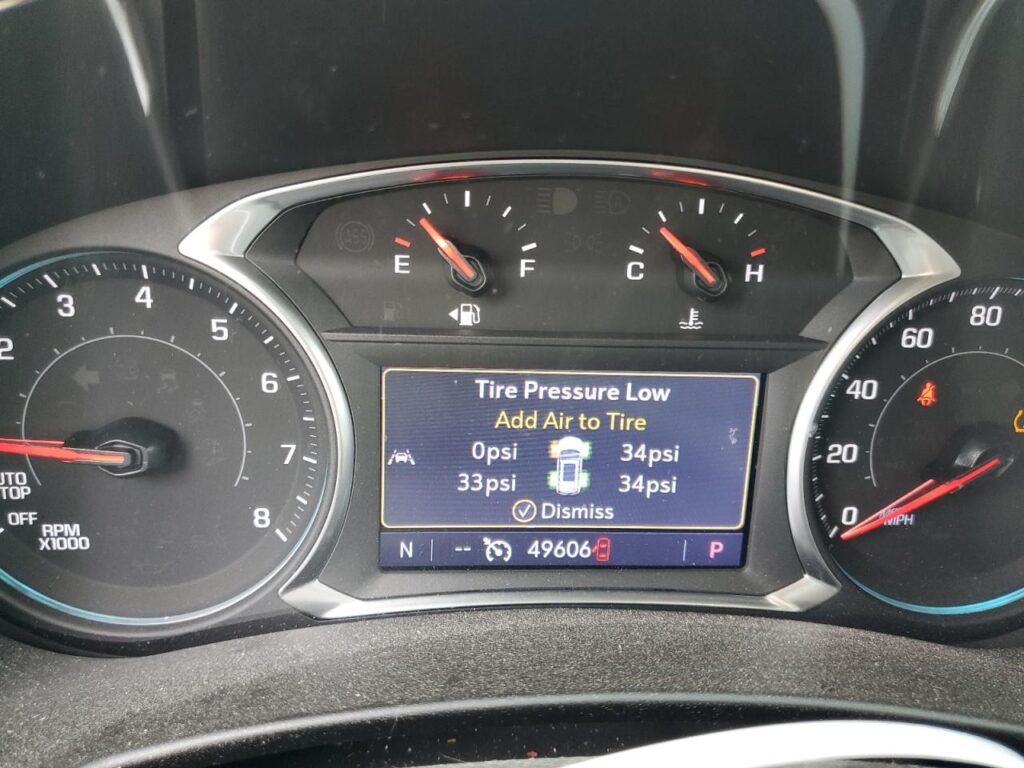 E F
C H
2 3 4 5 6 7 8
AUTO
STOP
OFF
RPM
X1000
Tire Pressure Low
Add Air to Tire
0psi 34psi
33psi 34psi
Dismiss
N -- 49606 P
0 20 40 60 80
MPH